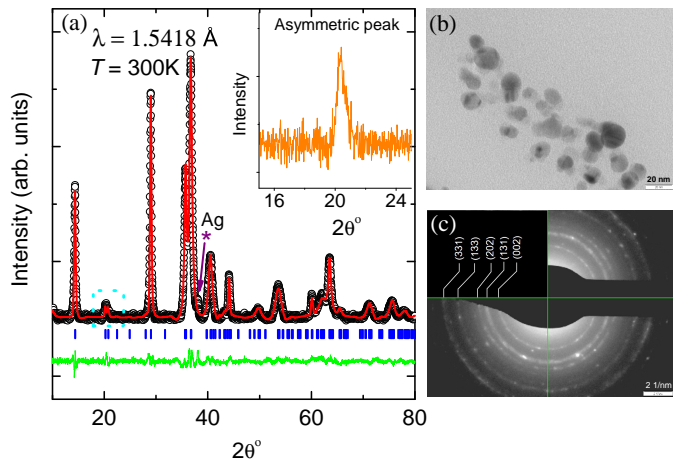 (a)
λ = 1.5418 Å
T = 300K
Asymmetric peak
Intensity
16 20 24
2θ°
Ag
*
Intensity (arb. units)
10 20 40 60 80
2θ°
(b)
20 nm
(c)
(331)
(133)
(202)
(131)
(002)
2 1/nm